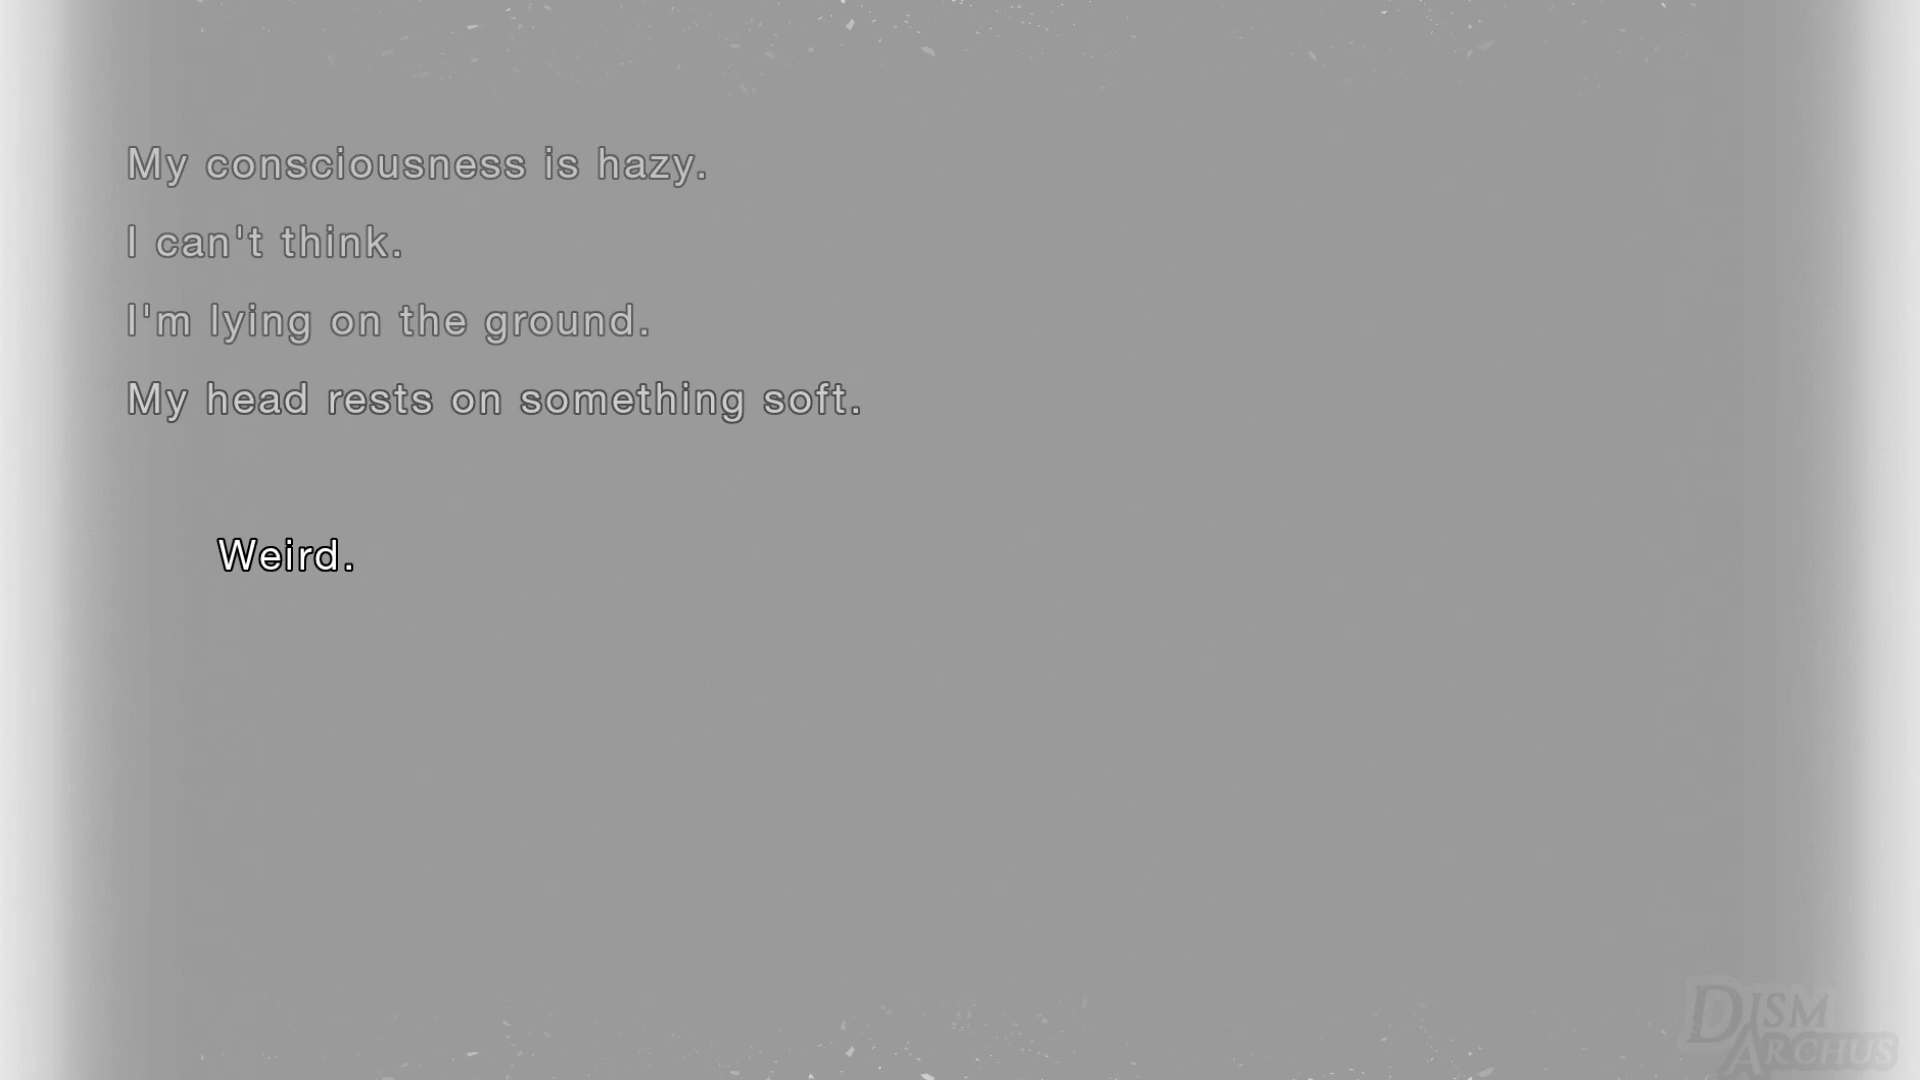 My consciousness is hazy.
I can't think.
I'm lying on the ground.
My head rests on something soft.
Weird.
DISM
ARCHUS